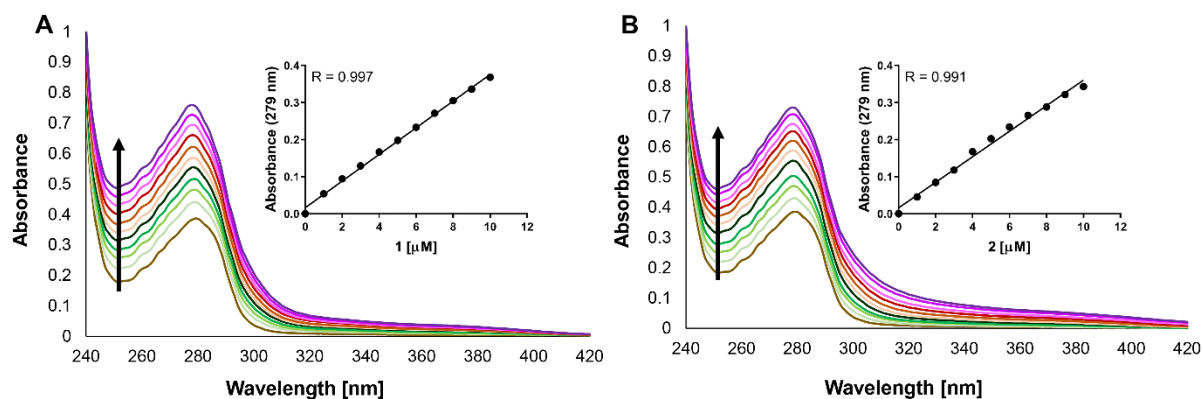 A
Absorbance
1
0.9
0.8
0.7
0.6
0.5
0.4
0.3
0.2
0.1
0
240 260 280 300 320 340 360 380 400 420
Wavelength [nm]
R = 0.997
Absorbance (279 nm)
0.4
0.3
0.2
0.1
0.0
0 2 4 6 8 10 12
1 [μM]
B
Absorbance
1
0.9
0.8
0.7
0.6
0.5
0.4
0.3
0.2
0.1
0
240 260 280 300 320 340 360 380 400 420
Wavelength [nm]
R = 0.991
Absorbance (279 nm)
0.4
0.3
0.2
0.1
0.0
0 2 4 6 8 10 12
2 [μM]